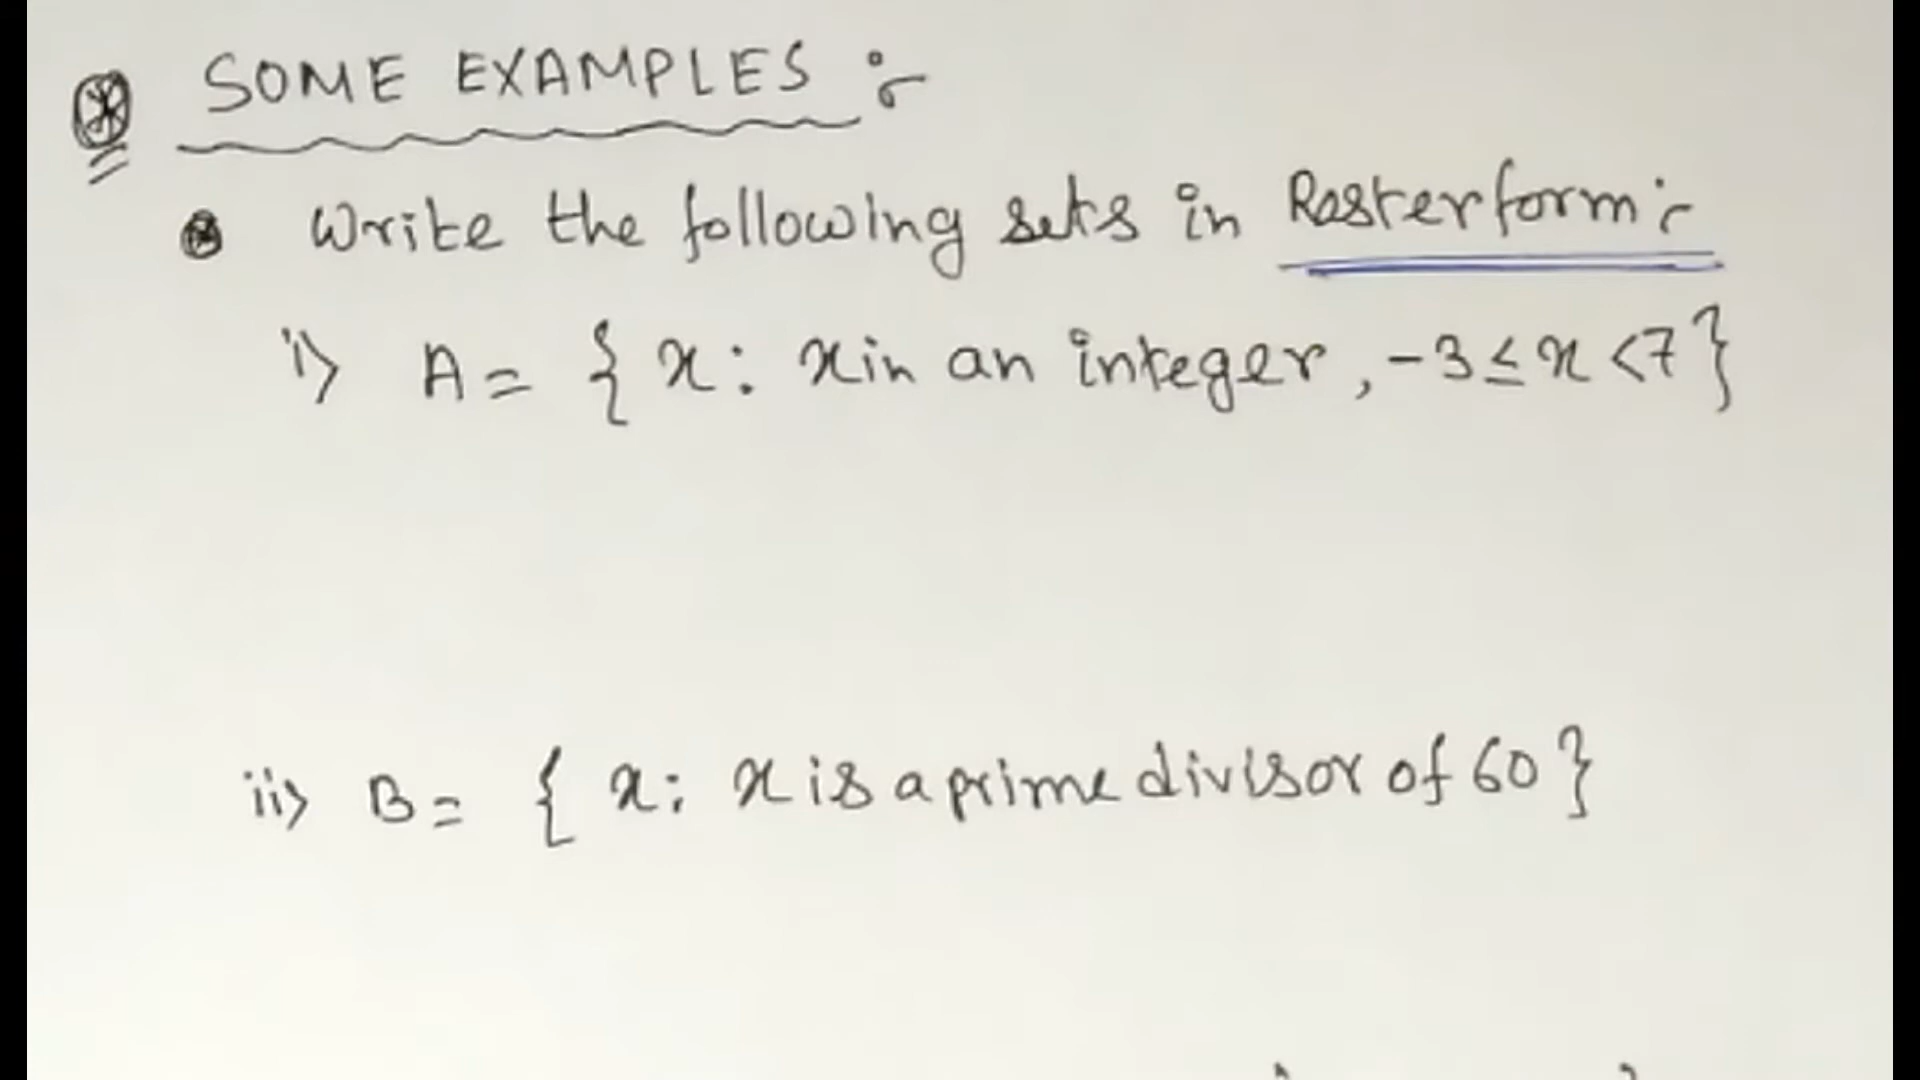 SOME EXAMPLES :-
Write the following sets in Roster form :-
i) A = { x : x in an integer, -3 ≤ x < 7 }
ii) B = { x : x is a prime divisor of 60 }